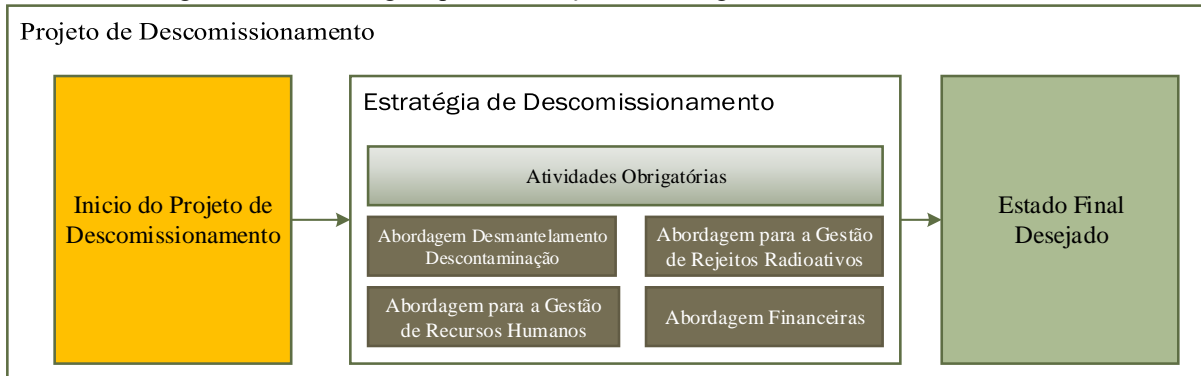 Projeto de Descomissionamento
Inicio do Projeto de
Descomissionamento
Estratégia de Descomissionamento
Atividades Obrigatórias
Abordagem Desmantelamento
Descontaminação
Abordagem para a Gestão
de Rejeitos Radioativos
Abordagem para a Gestão
de Recursos Humanos
Abordagem Financeiras
Estado Final
Desejado